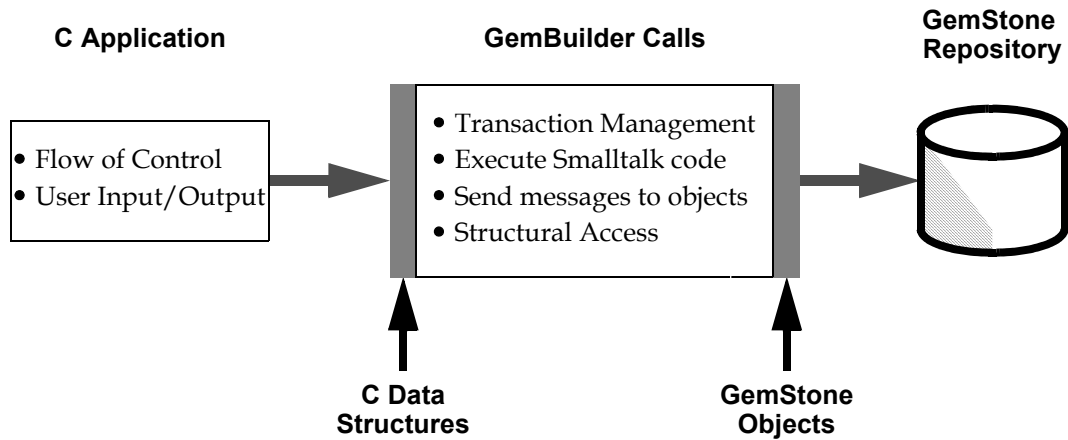 C Application
GemBuilder Calls
GemStone
Repository
• Flow of Control
• User Input/Output
• Transaction Management
• Execute Smalltalk code
• Send messages to objects
• Structural Access
C Data
Structures
GemStone
Objects